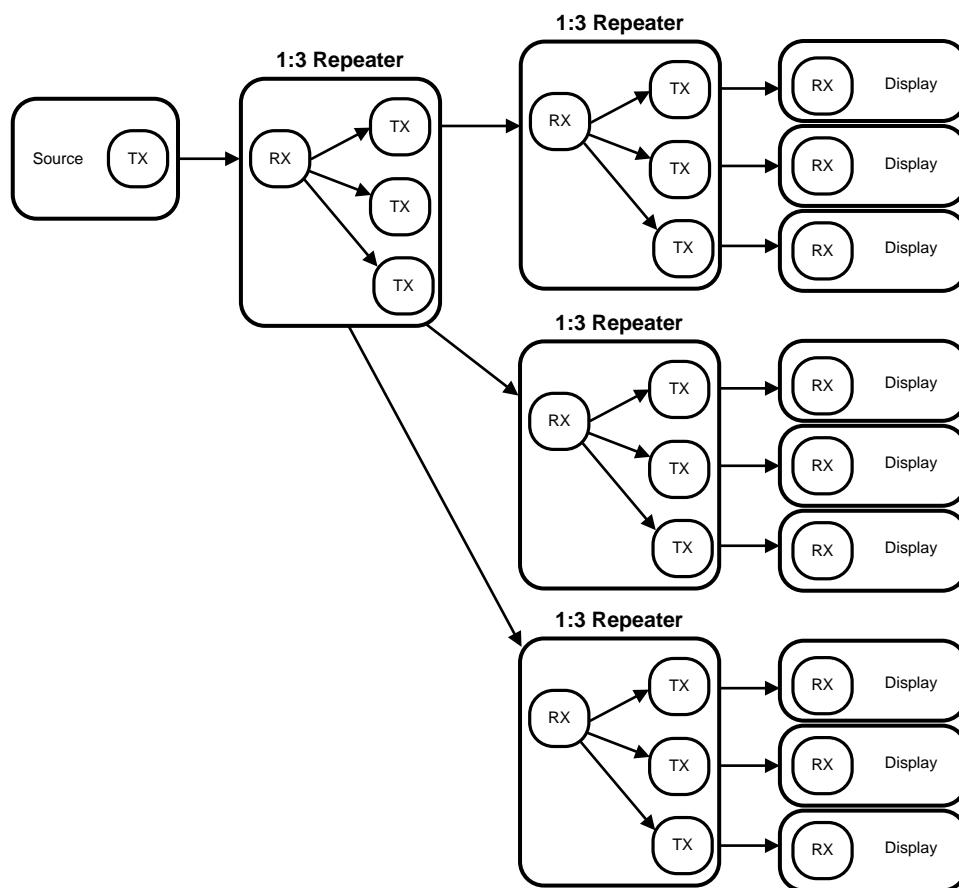 1:3 Repeater
1:3 Repeater
Source
TX
RX
TX
TX
TX
RX
TX
TX
TX
RX
Display
RX
Display
RX
Display
1:3 Repeater
RX
TX
TX
TX
RX
Display
RX
Display
RX
Display
1:3 Repeater
RX
TX
TX
TX
RX
Display
RX
Display
RX
Display